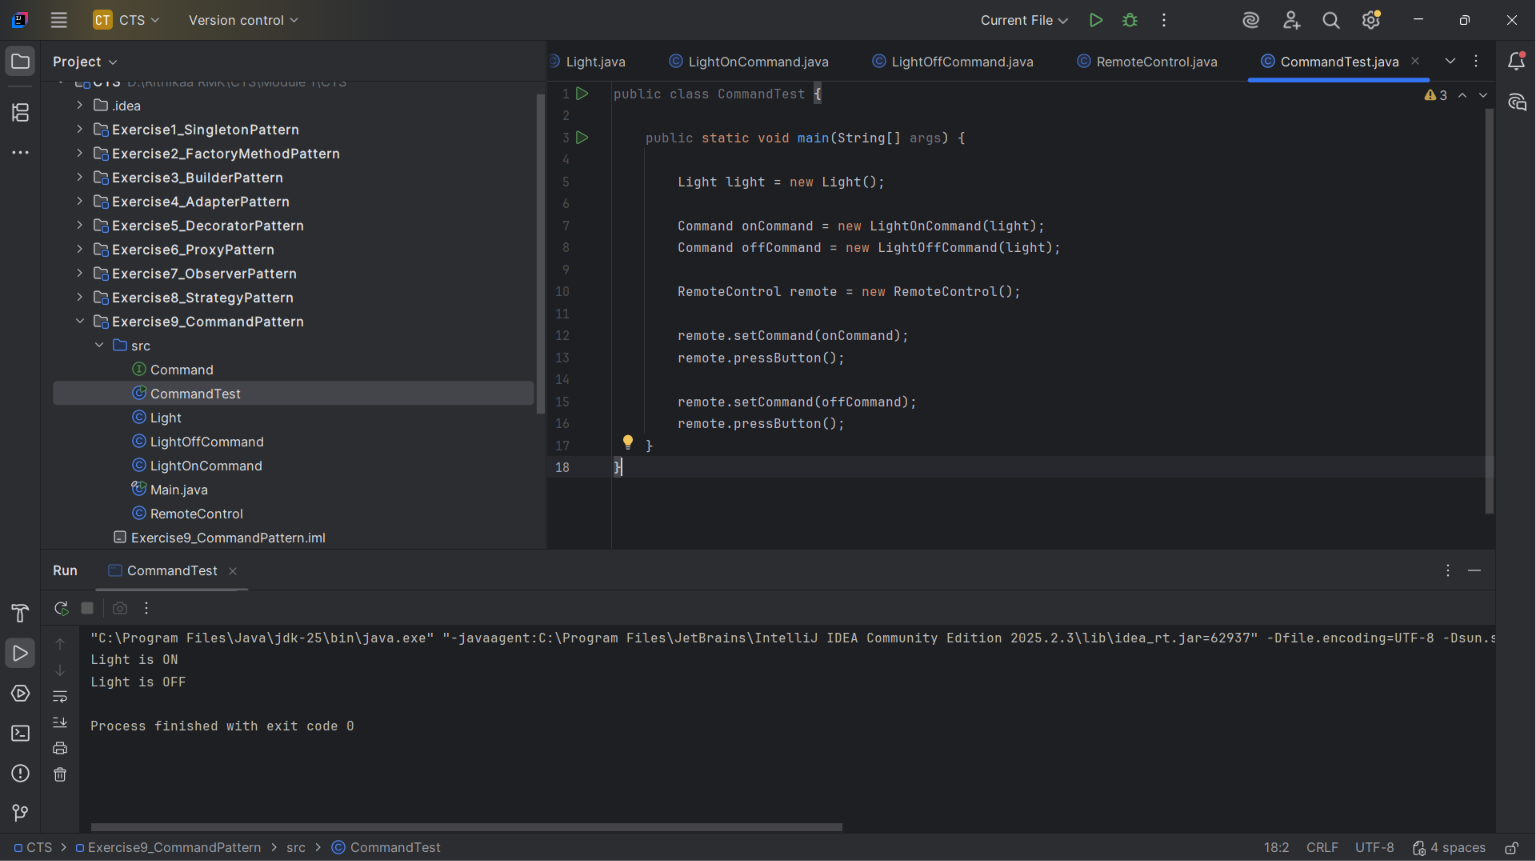 CT CTS Version control Current File
Project
Light.java LightOnCommand.java LightOffCommand.java RemoteControl.java CommandTest.java
CTS D:\Rithikaa RMK\CTS\Module 1\CTS
.idea
Exercise1_SingletonPattern
Exercise2_FactoryMethodPattern
Exercise3_BuilderPattern
Exercise4_AdapterPattern
Exercise5_DecoratorPattern
Exercise6_ProxyPattern
Exercise7_ObserverPattern
Exercise8_StrategyPattern
Exercise9_CommandPattern
src
Command
CommandTest
Light
LightOffCommand
LightOnCommand
Main.java
RemoteControl
Exercise9_CommandPattern.iml
1 public class CommandTest {
3
2
3 public static void main(String[] args) {
4
5 Light light = new Light();
6
7 Command onCommand = new LightOnCommand(light);
8 Command offCommand = new LightOffCommand(light);
9
10 RemoteControl remote = new RemoteControl();
11
12 remote.setCommand(onCommand);
13 remote.pressButton();
14
15 remote.setCommand(offCommand);
16 remote.pressButton();
17 }
18 }
Run CommandTest
"C:\Program Files\Java\jdk-25\bin\java.exe" "-javaagent:C:\Program Files\JetBrains\IntelliJ IDEA Community Edition 2025.2.3\lib\idea_rt.jar=62937" -Dfile.encoding=UTF-8 -Dsun.s
Light is ON
Light is OFF
Process finished with exit code 0
CTS > Exercise9_CommandPattern > src > CommandTest 18:2 CRLF UTF-8 4 spaces